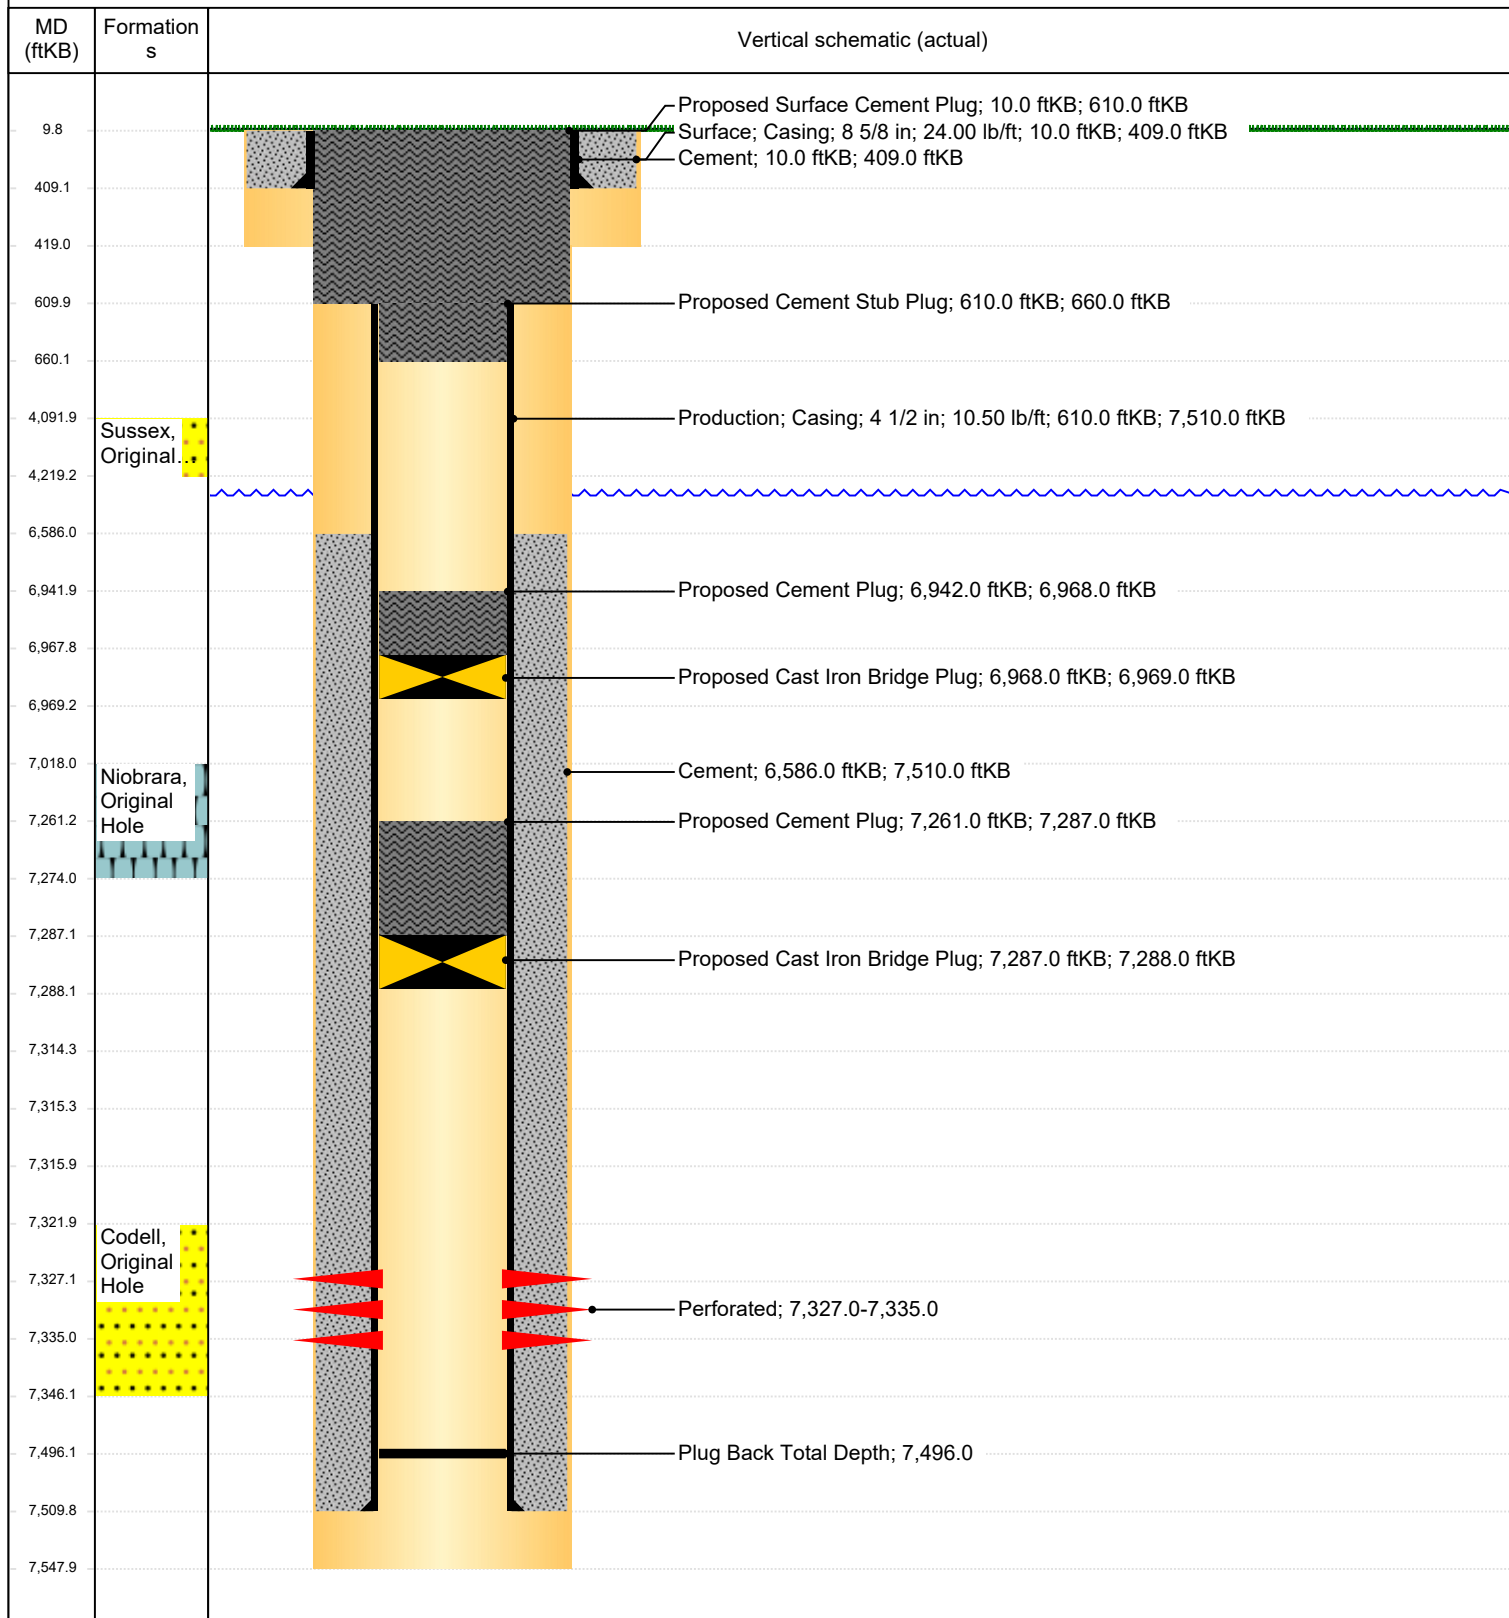 MD
(ftKB)
Formation
s
Vertical schematic (actual)
Proposed Surface Cement Plug; 10.0 ftKB; 610.0 ftKB
9.8
Surface; Casing; 8 5/8 in; 24.00 lb/ft; 10.0 ftKB; 409.0 ftKB
Cement; 10.0 ftKB; 409.0 ftKB
409.1
419.0
609.9
Proposed Cement Stub Plug; 610.0 ftKB; 660.0 ftKB
660.1
4,091.9
Production; Casing; 4 1/2 in; 10.50 lb/ft; 610.0 ftKB; 7,510.0 ftKB
Sussex,
Original...
4,219.2
6,586.0
6,941.9
Proposed Cement Plug; 6,942.0 ftKB; 6,968.0 ftKB
6,967.8
Proposed Cast Iron Bridge Plug; 6,968.0 ftKB; 6,969.0 ftKB
6,969.2
7,018.0
Cement; 6,586.0 ftKB; 7,510.0 ftKB
Niobrara,
Original
Hole
7,261.2
Proposed Cement Plug; 7,261.0 ftKB; 7,287.0 ftKB
7,274.0
7,287.1
Proposed Cast Iron Bridge Plug; 7,287.0 ftKB; 7,288.0 ftKB
7,288.1
7,314.3
7,315.3
7,315.9
7,321.9
Codell,
Original
Hole
7,327.1
Perforated; 7,327.0-7,335.0
7,335.0
7,346.1
7,496.1
Plug Back Total Depth; 7,496.0
7,509.8
7,547.9